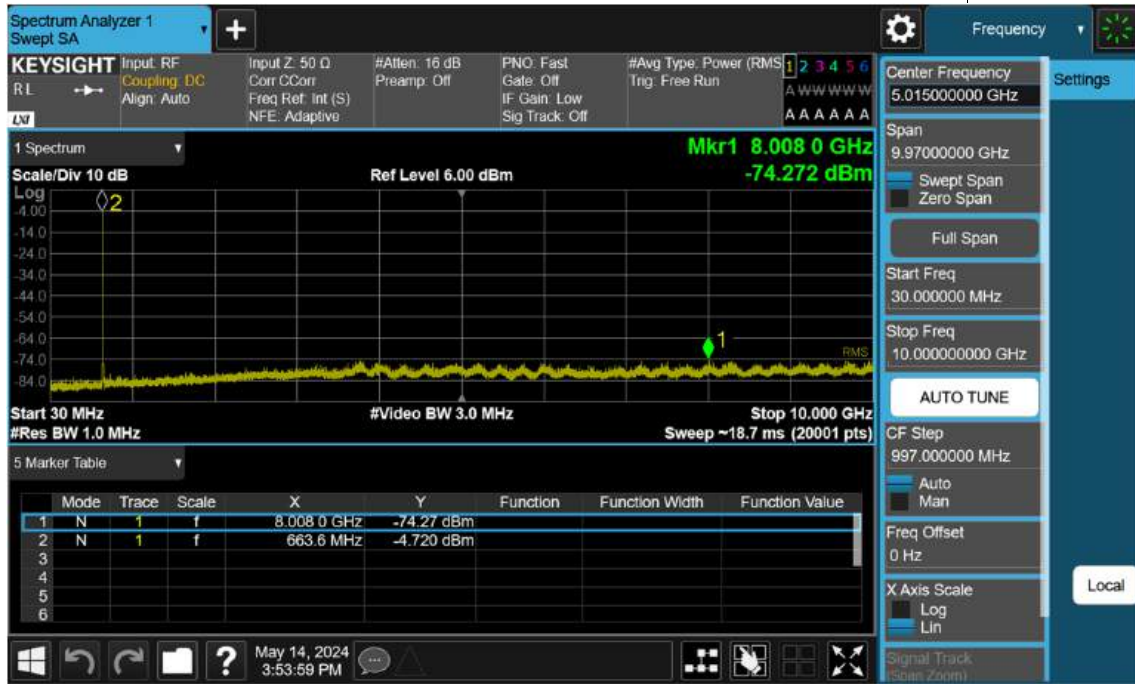 Spectrum Analyzer 1
Swept SA
+
Frequency
KEYSIGHT
RL
LXI
Input: RF
Coupling: DC
Align: Auto
Input Z: 50 Ω
Corr CCorr
Freq Ref: Int (S)
NFE: Adaptive
#Atten: 16 dB
Preamp: Off
PNO: Fast
Gate: Off
IF Gain: Low
Sig Track: Off
#Avg Type: Power (RMS
Trig: Free Run
1 2 3 4 5 6
A W W W W W
A A A A A A
1 Spectrum
Scale/Div 10 dB
Ref Level 6.00 dBm
Mkr1 8.008 0 GHz
-74.272 dBm
Log
-4.00
-14.0
-24.0
-34.0
-44.0
-54.0
-64.0
-74.0
-84.0
2
1
RMS
Start 30 MHz
#Video BW 3.0 MHz
Stop 10.000 GHz
#Res BW 1.0 MHz
Sweep ~18.7 ms (20001 pts)
5 Marker Table
Mode Trace Scale X Y Function Function Width Function Value
1 N 1 f 8.008 0 GHz -74.27 dBm
2 N 1 f 663.6 MHz -4.720 dBm
3
4
5
6
?
May 14, 2024
3:53:59 PM
Center Frequency
5.015000000 GHz
Span
9.97000000 GHz
Swept Span
Zero Span
Full Span
Start Freq
30.000000 MHz
Stop Freq
10.000000000 GHz
AUTO TUNE
CF Step
997.000000 MHz
Auto
Man
Freq Offset
0 Hz
X Axis Scale
Log
Lin
Signal Track
(Span Zoom)
Settings
Local